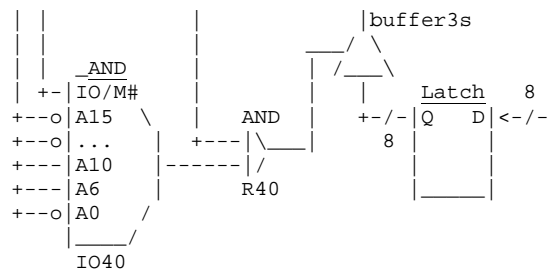 buffer3s
AND
IO/M# Latch 8
A15 AND Q D
... 8
A10
A6 R40
A0
IO40